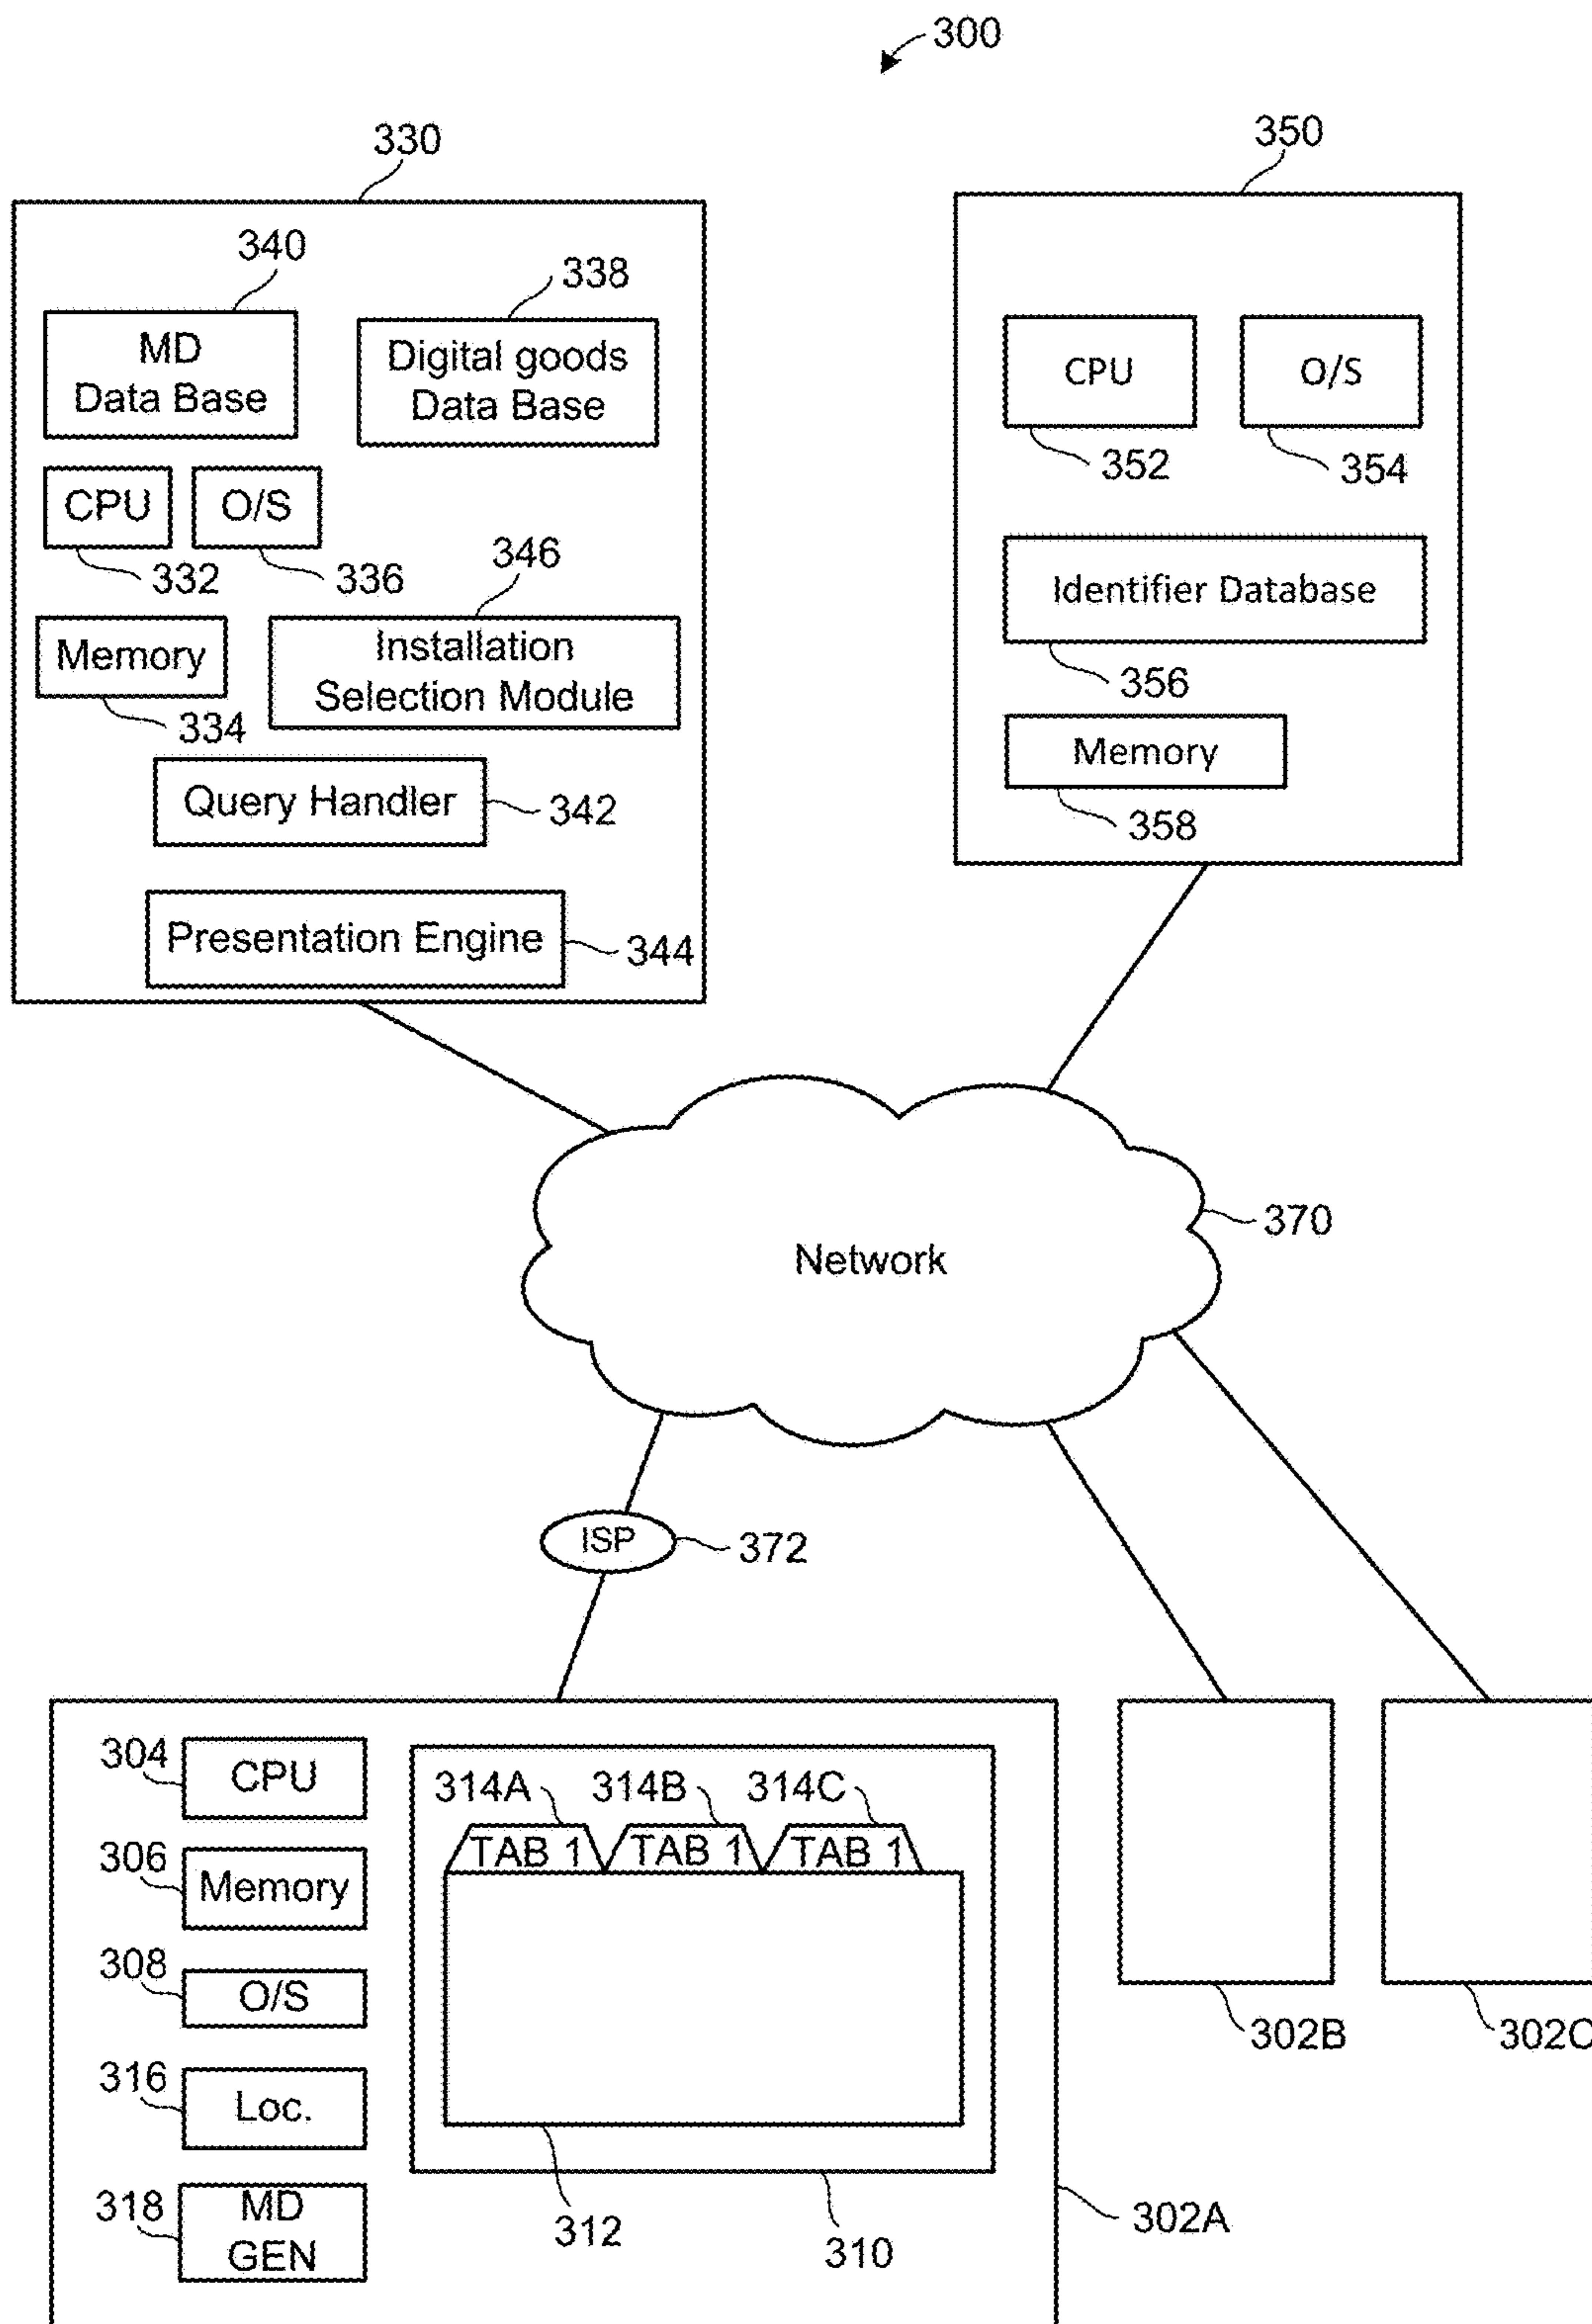 300
330
350
340
338
MD
Data Base
Digital goods
Data Base
CPU
O/S
352
354
CPU
O/S
332
336
346
Identifier Database
356
Memory
334
Installation
Selection Module
Memory
358
Query Handler
342
Presentation Engine
344
Network
370
ISP
372
304
CPU
314A
314B
314C
TAB 1
TAB 1
TAB 1
306
Memory
308
O/S
316
Loc.
318
MD
GEN
312
310
302A
302B
302C